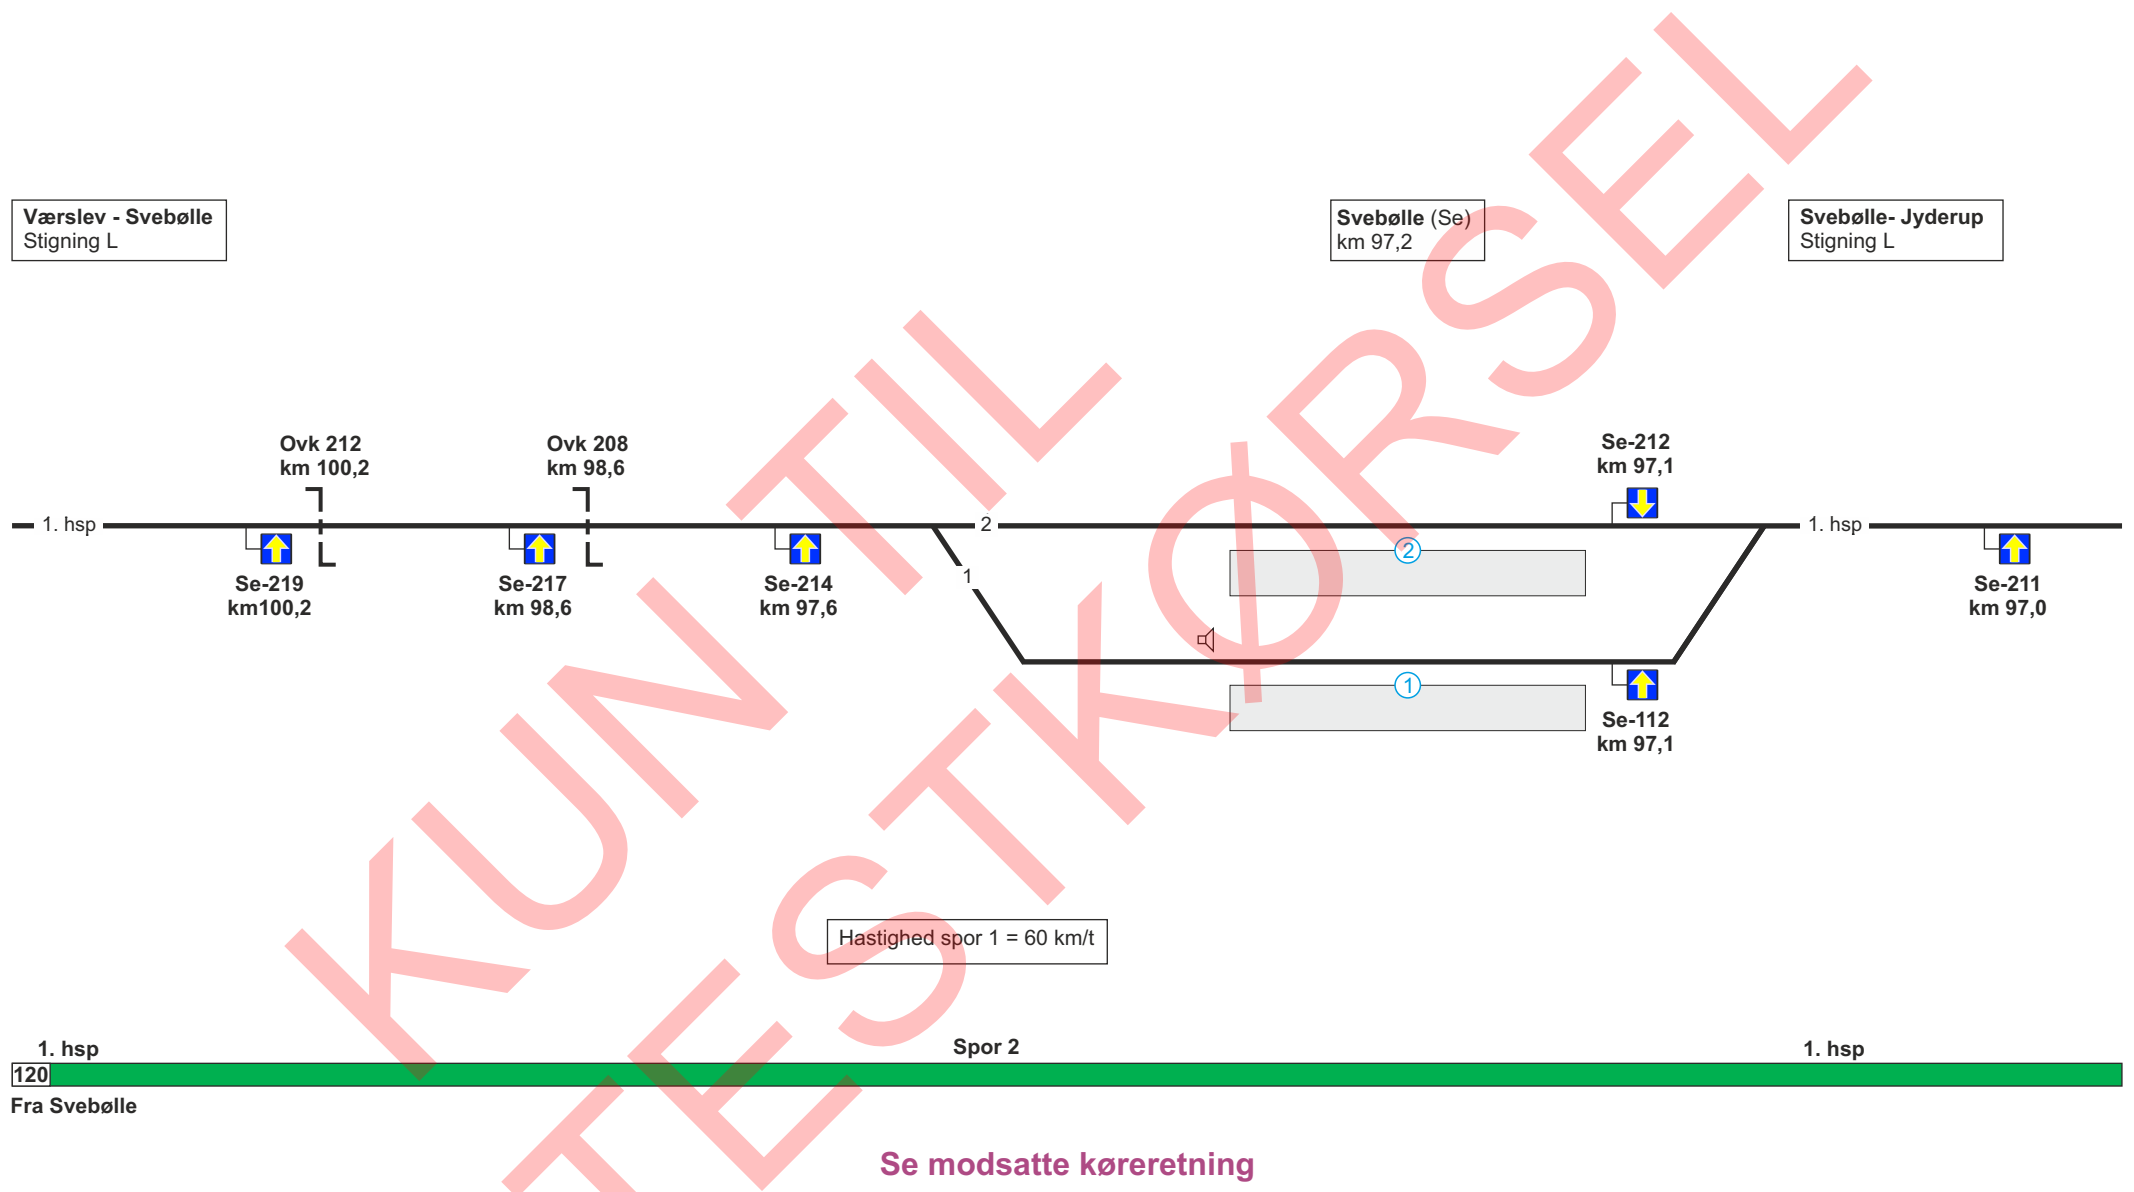 Værslev - Svebølle
Stigning L
Svebølle (Se)
km 97,2
Svebølle- Jyderup
Stigning L
Ovk 212
km 100,2
Ovk 208
km 98,6
Se-212
km 97,1
1. hsp
2
1. hsp
Se-219
km100,2
Se-217
km 98,6
Se-214
km 97,6
1
2
Se-211
km 97,0
1
Se-112
km 97,1
Hastighed spor 1 = 60 km/t
1. hsp
Spor 2
1. hsp
120
Fra Svebølle
Se modsatte køreretning
KUN TIL
TESTKØRSEL